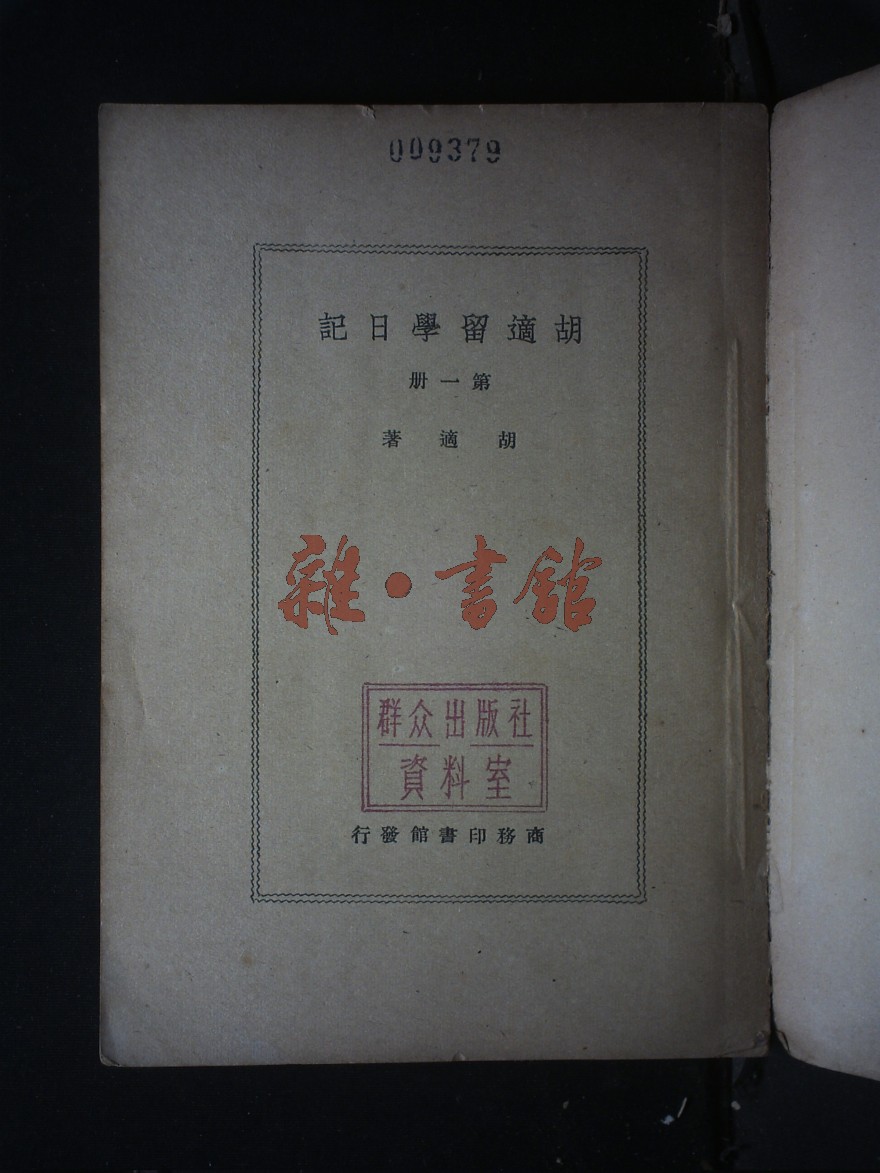 009379
胡適留學日記
第一册
胡適著
雜·書館
群众出版社
資料室
商務印書館發行